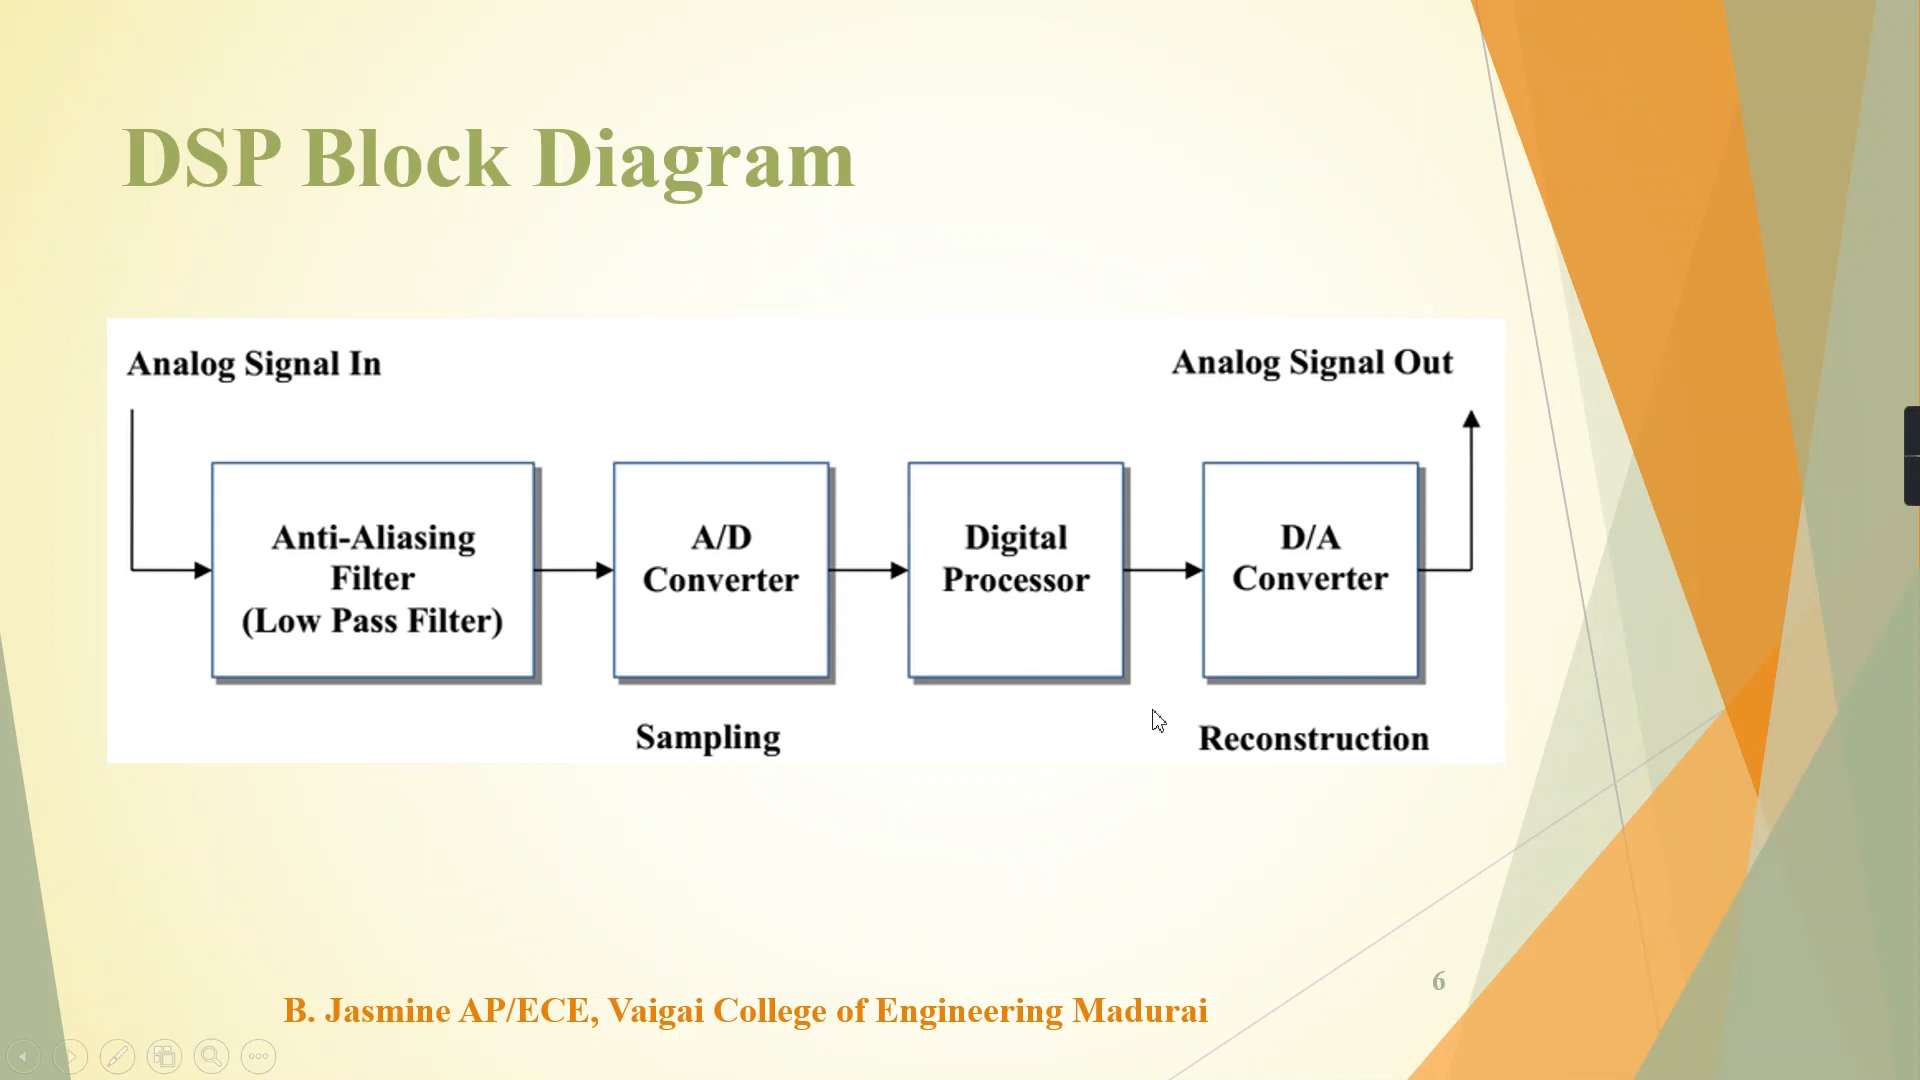 DSP Block Diagram
Analog Signal In
Analog Signal Out
Anti-Aliasing
Filter
(Low Pass Filter)
A/D
Converter
Digital
Processor
D/A
Converter
Sampling
Reconstruction
6
B. Jasmine AP/ECE, Vaigai College of Engineering Madurai